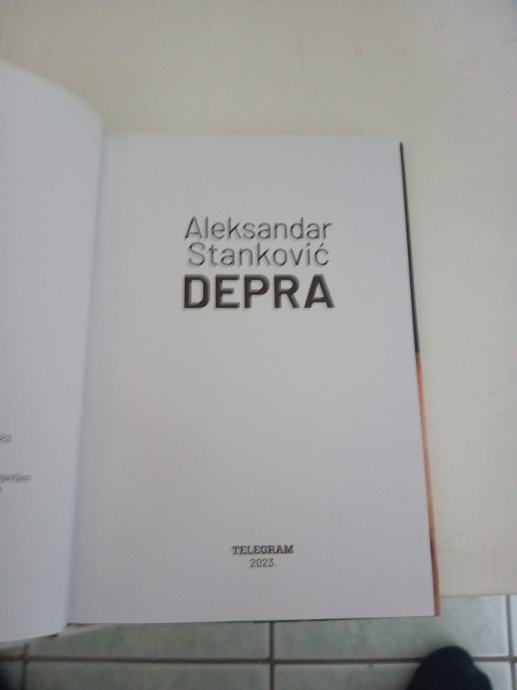 Aleksandar
Stanković
DEPRA
TELEGRAM
2023.